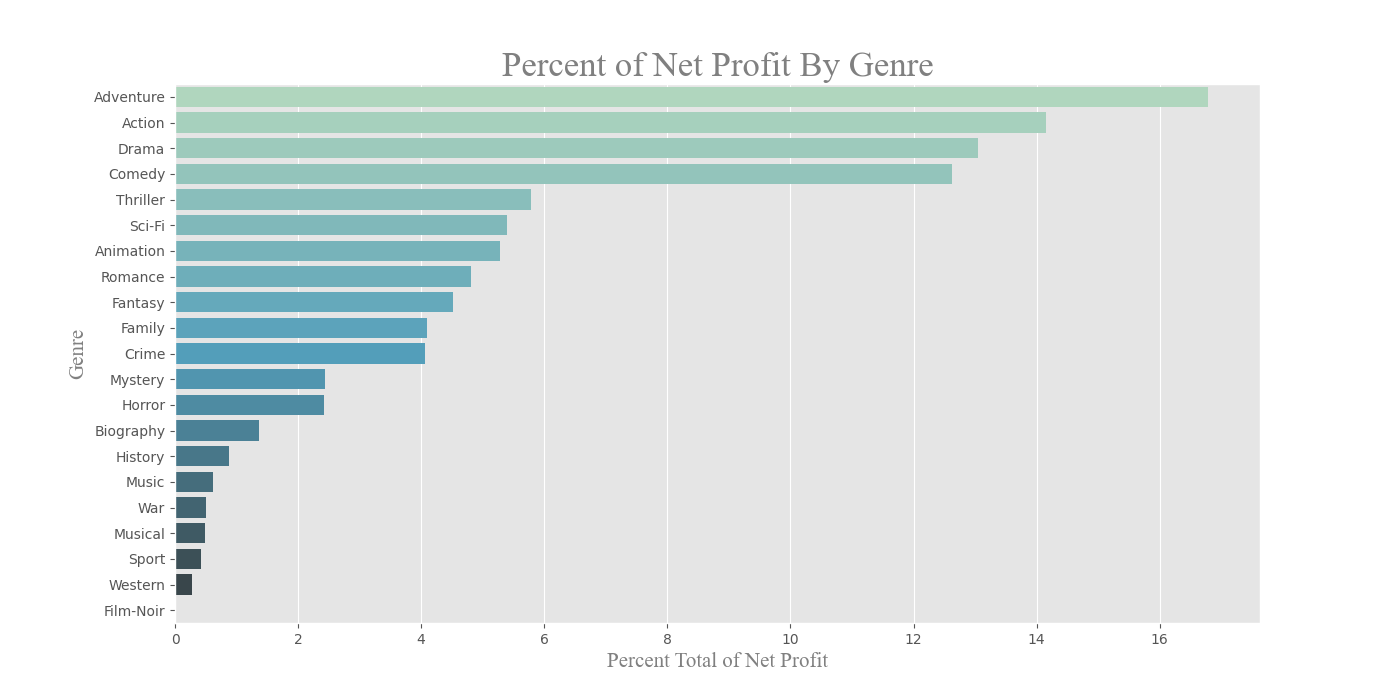 Percent of Net Profit By Genre
Adventure
Action
Drama
Comedy
Thriller
Sci-Fi
Animation
Romance
Fantasy
Family
Crime
Mystery
Horror
Biography
History
Music
War
Musical
Sport
Western
Film-Noir
Genre
0 2 4 6 8 10 12 14 16
Percent Total of Net Profit